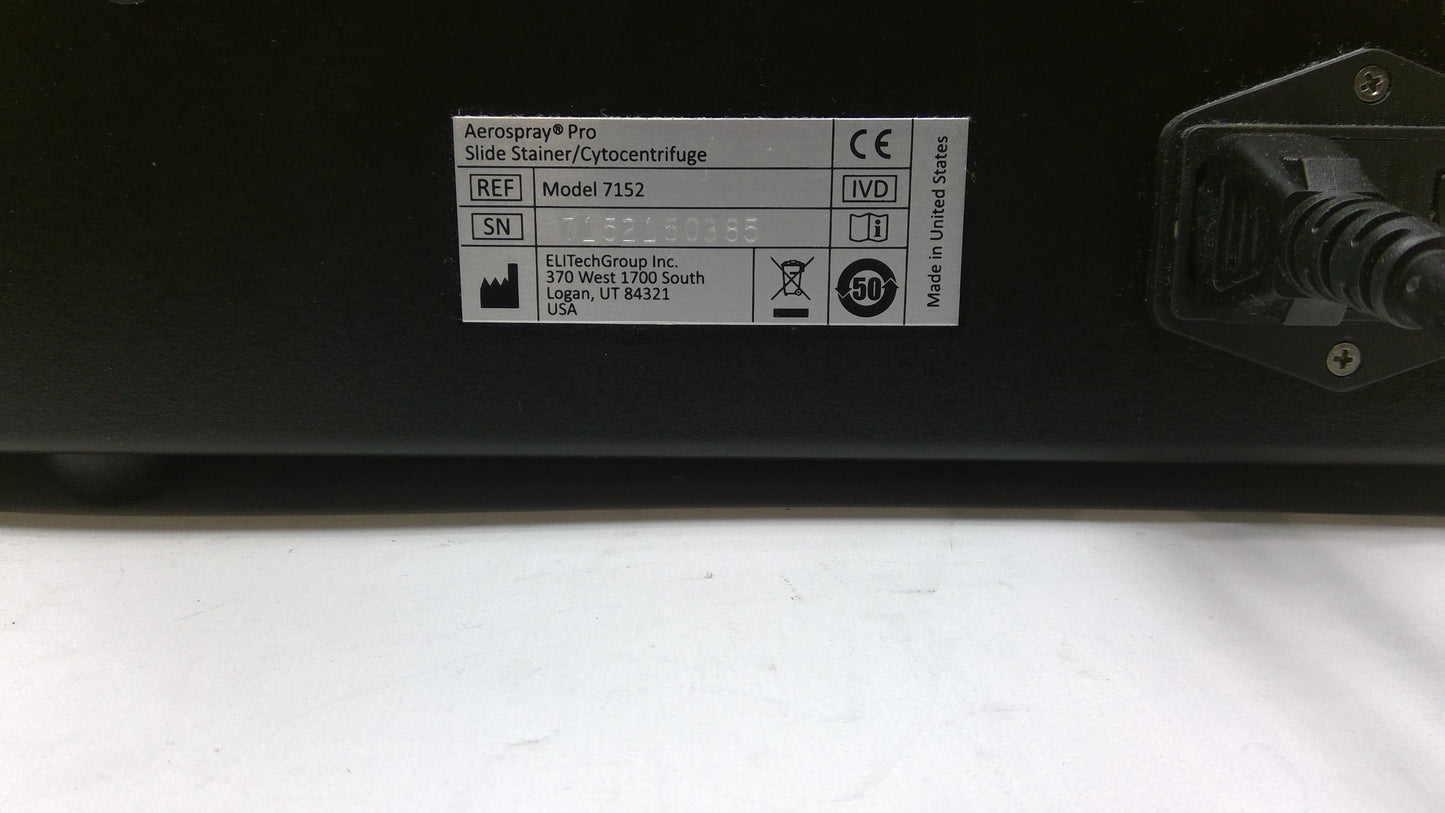 Aerospray® Pro
Slide Stainer/Cytocentrifuge
CE
REF
Model 7152
IVD
SN
7152150385
i
ELITechGroup Inc.
370 West 1700 South
Logan, UT 84321
USA
50
Made in United States